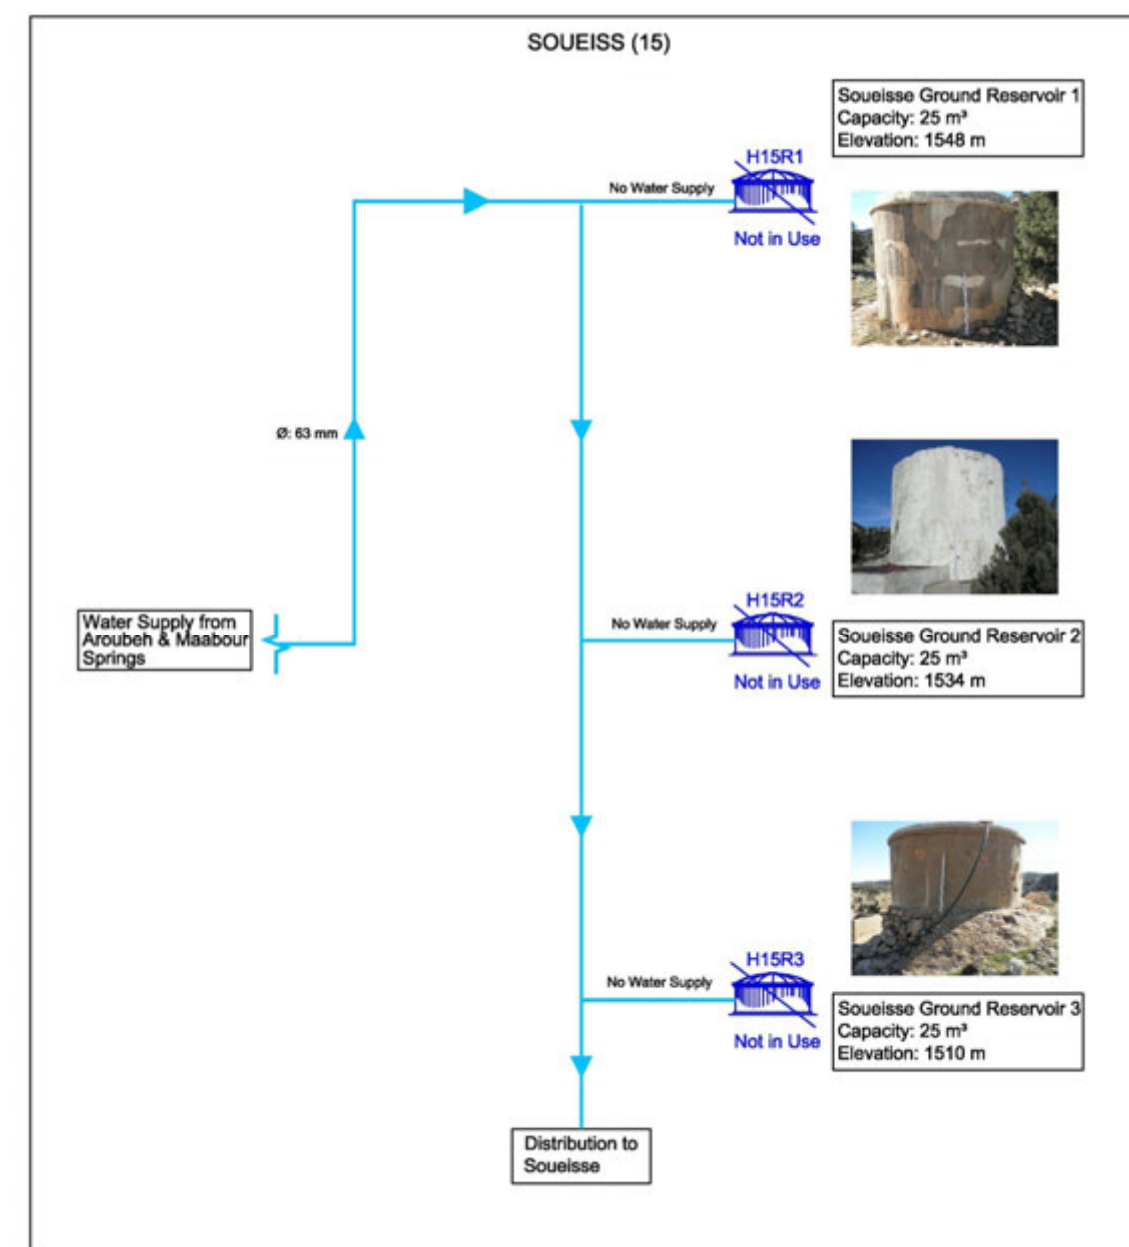 SOUEISS (15)
Soueisse Ground Reservoir 1
Capacity: 25 m³
Elevation: 1548 m
H15R1
No Water Supply
Not in Use
Ø: 63 mm
Water Supply from
Aroubeh & Maabour
Springs
H15R2
No Water Supply
Not in Use
Soueisse Ground Reservoir 2
Capacity: 25 m³
Elevation: 1534 m
H15R3
No Water Supply
Not in Use
Soueisse Ground Reservoir 3
Capacity: 25 m³
Elevation: 1510 m
Distribution to
Soueisse